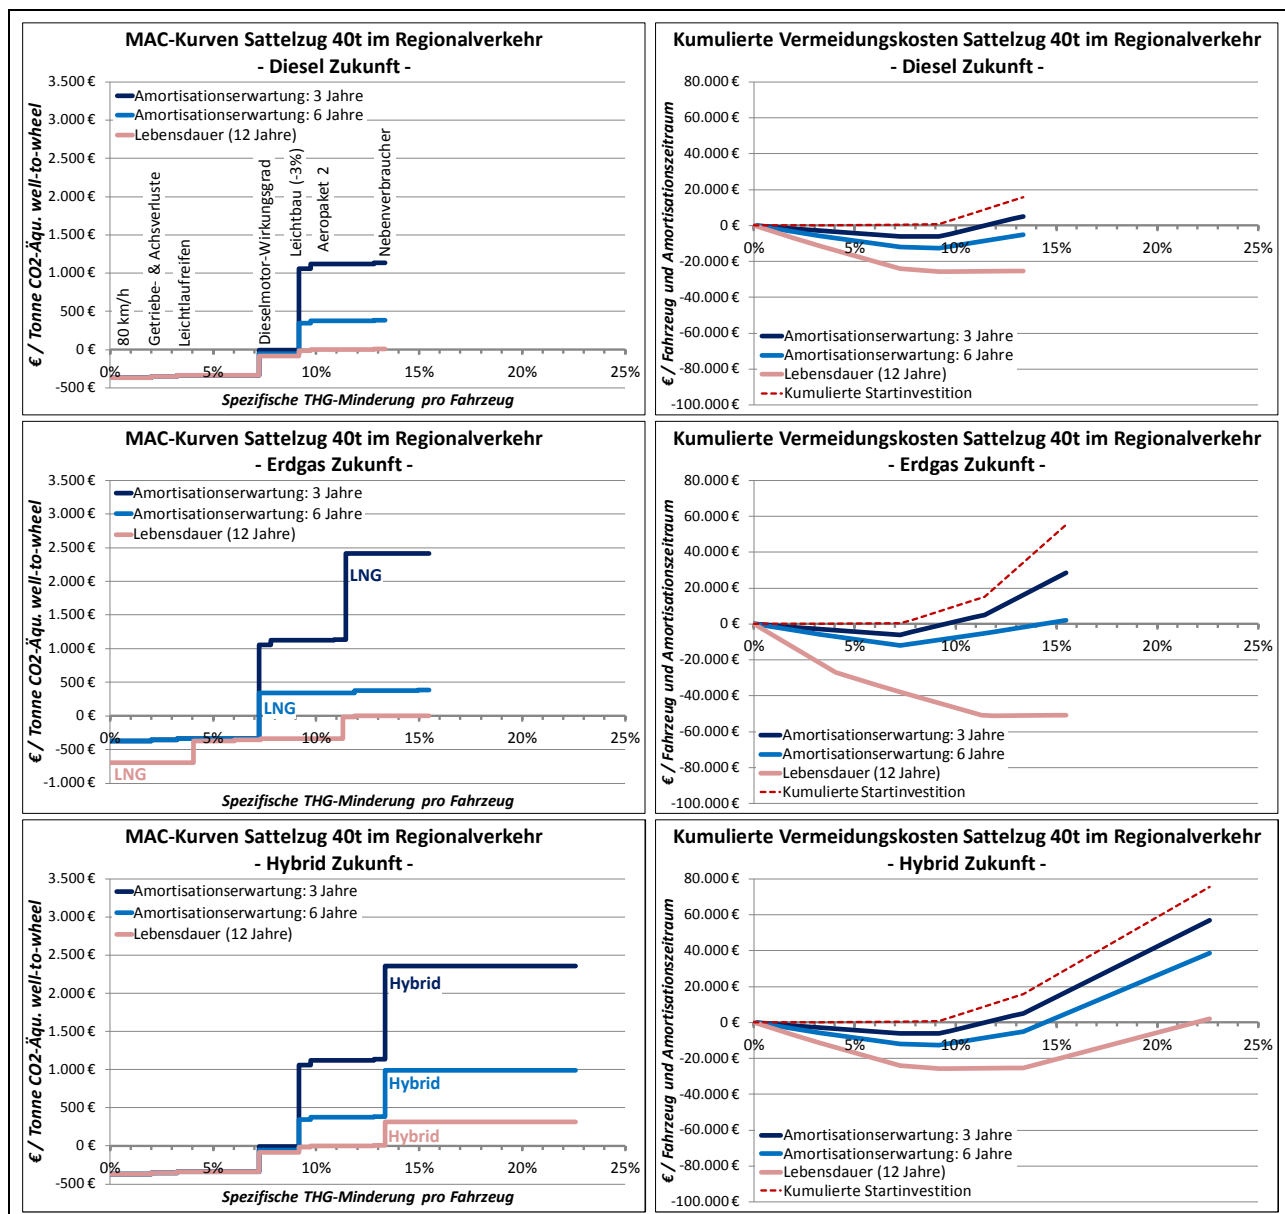 MAC-Kurven Sattelzug 40t im Regionalverkehr
- Diesel Zukunft -
€ / Tonne CO2-Äqu. well-to-wheel
3.500 €
3.000 €
2.500 €
2.000 €
1.500 €
1.000 €
500 €
0 €
-500 €
Amortisationserwartung: 3 Jahre
Amortisationserwartung: 6 Jahre
Lebensdauer (12 Jahre)
80 km/h
Getriebe- & Achsverluste
Leichtlaufreifen
Dieselmotor-Wirkungsgrad
Leichtbau (-3%)
Aeropaket 2
Nebenverbraucher
0% 5% 10% 15% 20% 25%
Spezifische THG-Minderung pro Fahrzeug
Kumulierte Vermeidungskosten Sattelzug 40t im Regionalverkehr
- Diesel Zukunft -
€ / Fahrzeug und Amortisationszeitraum
80.000 €
60.000 €
40.000 €
20.000 €
0 €
-20.000 €
-40.000 €
-60.000 €
-80.000 €
-100.000 €
0% 5% 10% 15% 20% 25%
Amortisationserwartung: 3 Jahre
Amortisationserwartung: 6 Jahre
Lebensdauer (12 Jahre)
Kumulierte Startinvestition
MAC-Kurven Sattelzug 40t im Regionalverkehr
- Erdgas Zukunft -
€ / Tonne CO2-Äqu. well-to-wheel
3.500 €
3.000 €
2.500 €
2.000 €
1.500 €
1.000 €
500 €
0 €
-500 €
-1.000 €
Amortisationserwartung: 3 Jahre
Amortisationserwartung: 6 Jahre
Lebensdauer (12 Jahre)
LNG
LNG
LNG
0% 5% 10% 15% 20% 25%
Spezifische THG-Minderung pro Fahrzeug
Kumulierte Vermeidungskosten Sattelzug 40t im Regionalverkehr
- Erdgas Zukunft -
€ / Fahrzeug und Amortisationszeitraum
80.000 €
60.000 €
40.000 €
20.000 €
0 €
-20.000 €
-40.000 €
-60.000 €
-80.000 €
-100.000 €
0% 5% 10% 15% 20% 25%
Amortisationserwartung: 3 Jahre
Amortisationserwartung: 6 Jahre
Lebensdauer (12 Jahre)
Kumulierte Startinvestition
MAC-Kurven Sattelzug 40t im Regionalverkehr
- Hybrid Zukunft -
€ / Tonne CO2-Äqu. well-to-wheel
3.500 €
3.000 €
2.500 €
2.000 €
1.500 €
1.000 €
500 €
0 €
-500 €
Amortisationserwartung: 3 Jahre
Amortisationserwartung: 6 Jahre
Lebensdauer (12 Jahre)
Hybrid
Hybrid
Hybrid
0% 5% 10% 15% 20% 25%
Spezifische THG-Minderung pro Fahrzeug
Kumulierte Vermeidungskosten Sattelzug 40t im Regionalverkehr
- Hybrid Zukunft -
€ / Fahrzeug und Amortisationszeitraum
80.000 €
60.000 €
40.000 €
20.000 €
0 €
-20.000 €
-40.000 €
-60.000 €
-80.000 €
-100.000 €
0% 5% 10% 15% 20% 25%
Amortisationserwartung: 3 Jahre
Amortisationserwartung: 6 Jahre
Lebensdauer (12 Jahre)
Kumulierte Startinvestition